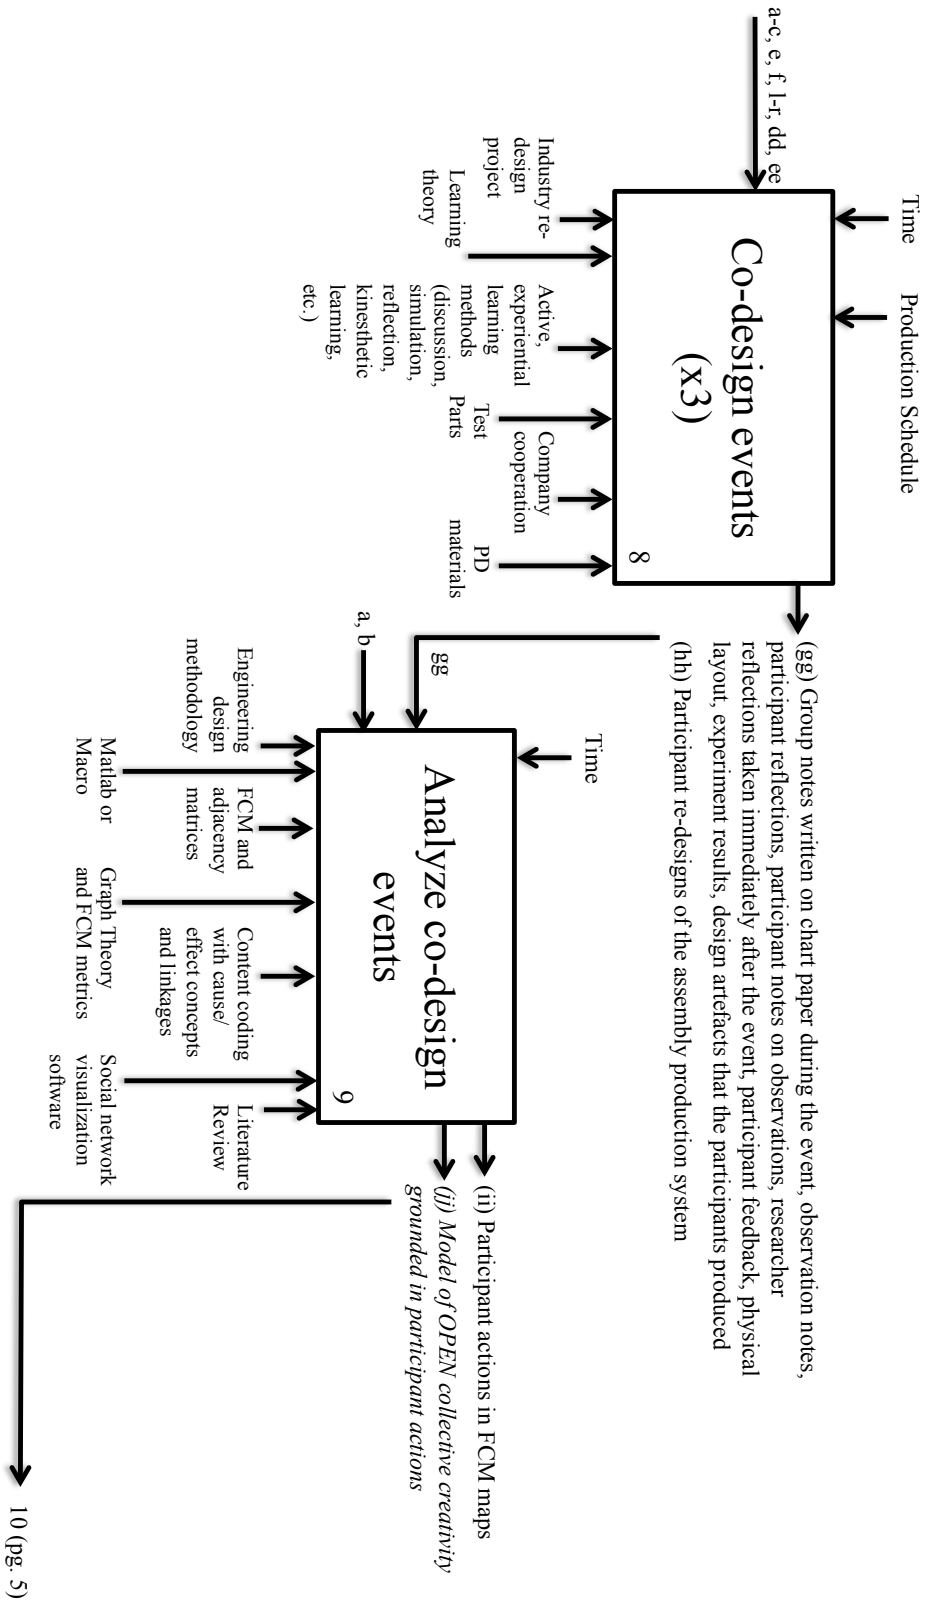 Time
Production Schedule
a-c, e, f, l-r, dd, ee
Co-design events
(x3)
8
Industry re-
design
project
Learning
theory
Active,
experiential
learning
methods
(discussion,
simulation,
reflection,
kinesthetic
learning,
etc.)
Test
Parts
Company
cooperation
PD
materials
(gg) Group notes written on chart paper during the event, observation notes,
participant reflections, participant notes on observations, researcher
reflections taken immediately after the event, participant feedback, physical
layout, experiment results, design artefacts that the participants produced
(hh) Participant re-designs of the assembly production system
gg
a, b
Time
Analyze co-design
events
9
Engineering
design
methodology
Matlab or
Macro
FCM and
adjacency
matrices
Graph Theory
and FCM metrics
Content coding
with cause/
effect concepts
and linkages
Social network
visualization
software
Literature
Review
(ii) Participant actions in FCM maps
(jj) Model of OPEN collective creativity
grounded in participant actions
10 (pg. 5)